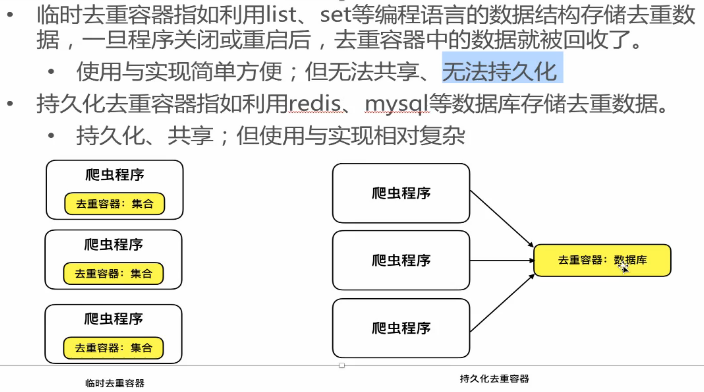 临时去重容器指如利用list、set等编程语言的数据结构存储去重数
据，一旦程序关闭或重启后，去重容器中的数据就被回收了。
使用与实现简单方便；但无法共享、无法持久化
持久化去重容器指如利用redis、mysql等数据库存储去重数据。
持久化、共享；但使用与实现相对复杂
爬虫程序
去重容器：集合
爬虫程序
去重容器：集合
爬虫程序
去重容器：集合
临时去重容器
爬虫程序
爬虫程序
爬虫程序
去重容器：数据库
持久化去重容器